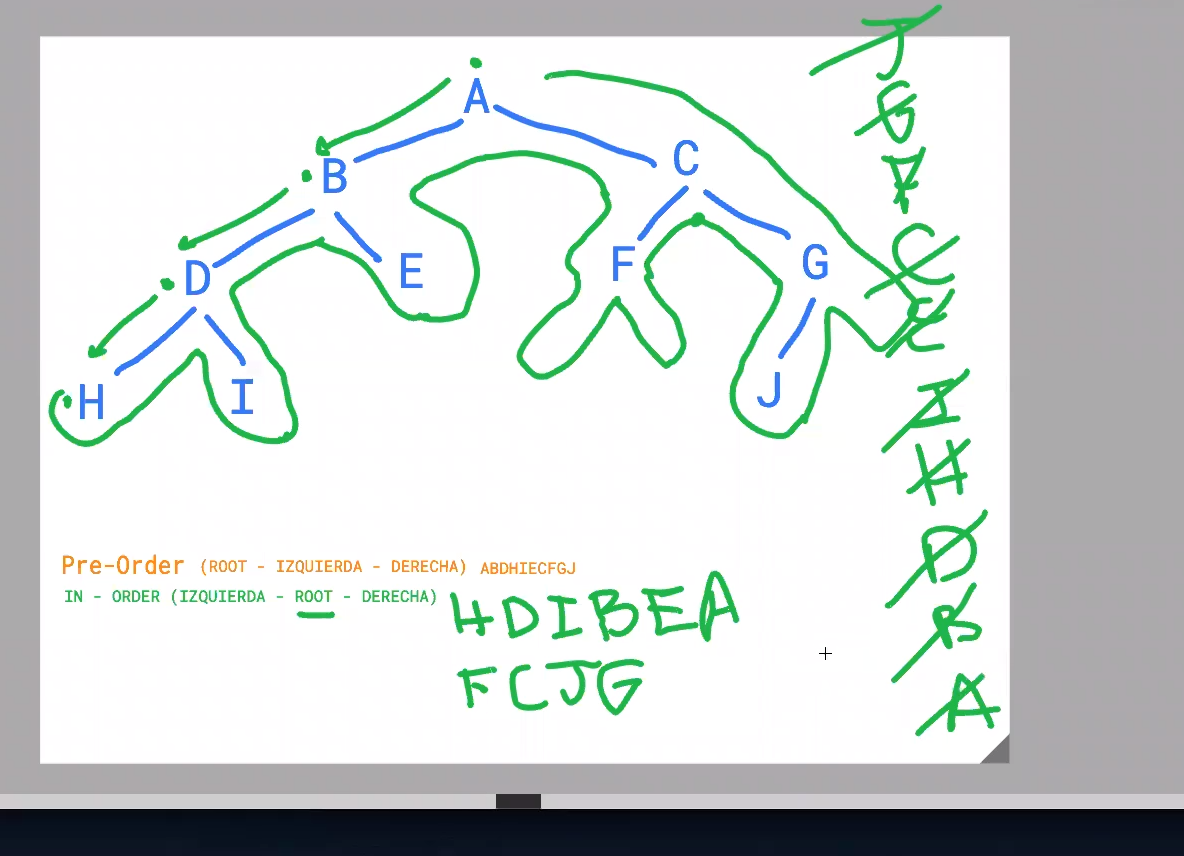 A
B
C
D
E
F
G
H
I
J
Pre-Order (ROOT - IZQUIERDA - DERECHA) ABDHIECFGJ
IN - ORDER (IZQUIERDA - ROOT - DERECHA) HDIBEA
FCJG
J
G
F
C
E
I
H
D
B
A